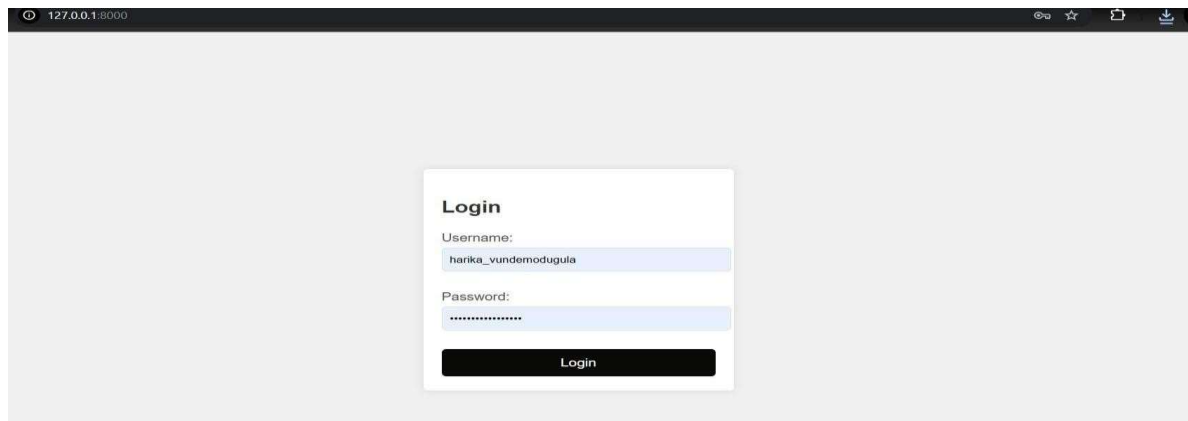 127.0.0.1:8000
Login
Username:
harika_vundemodugula
Password:
•••••••••••••••••
Login